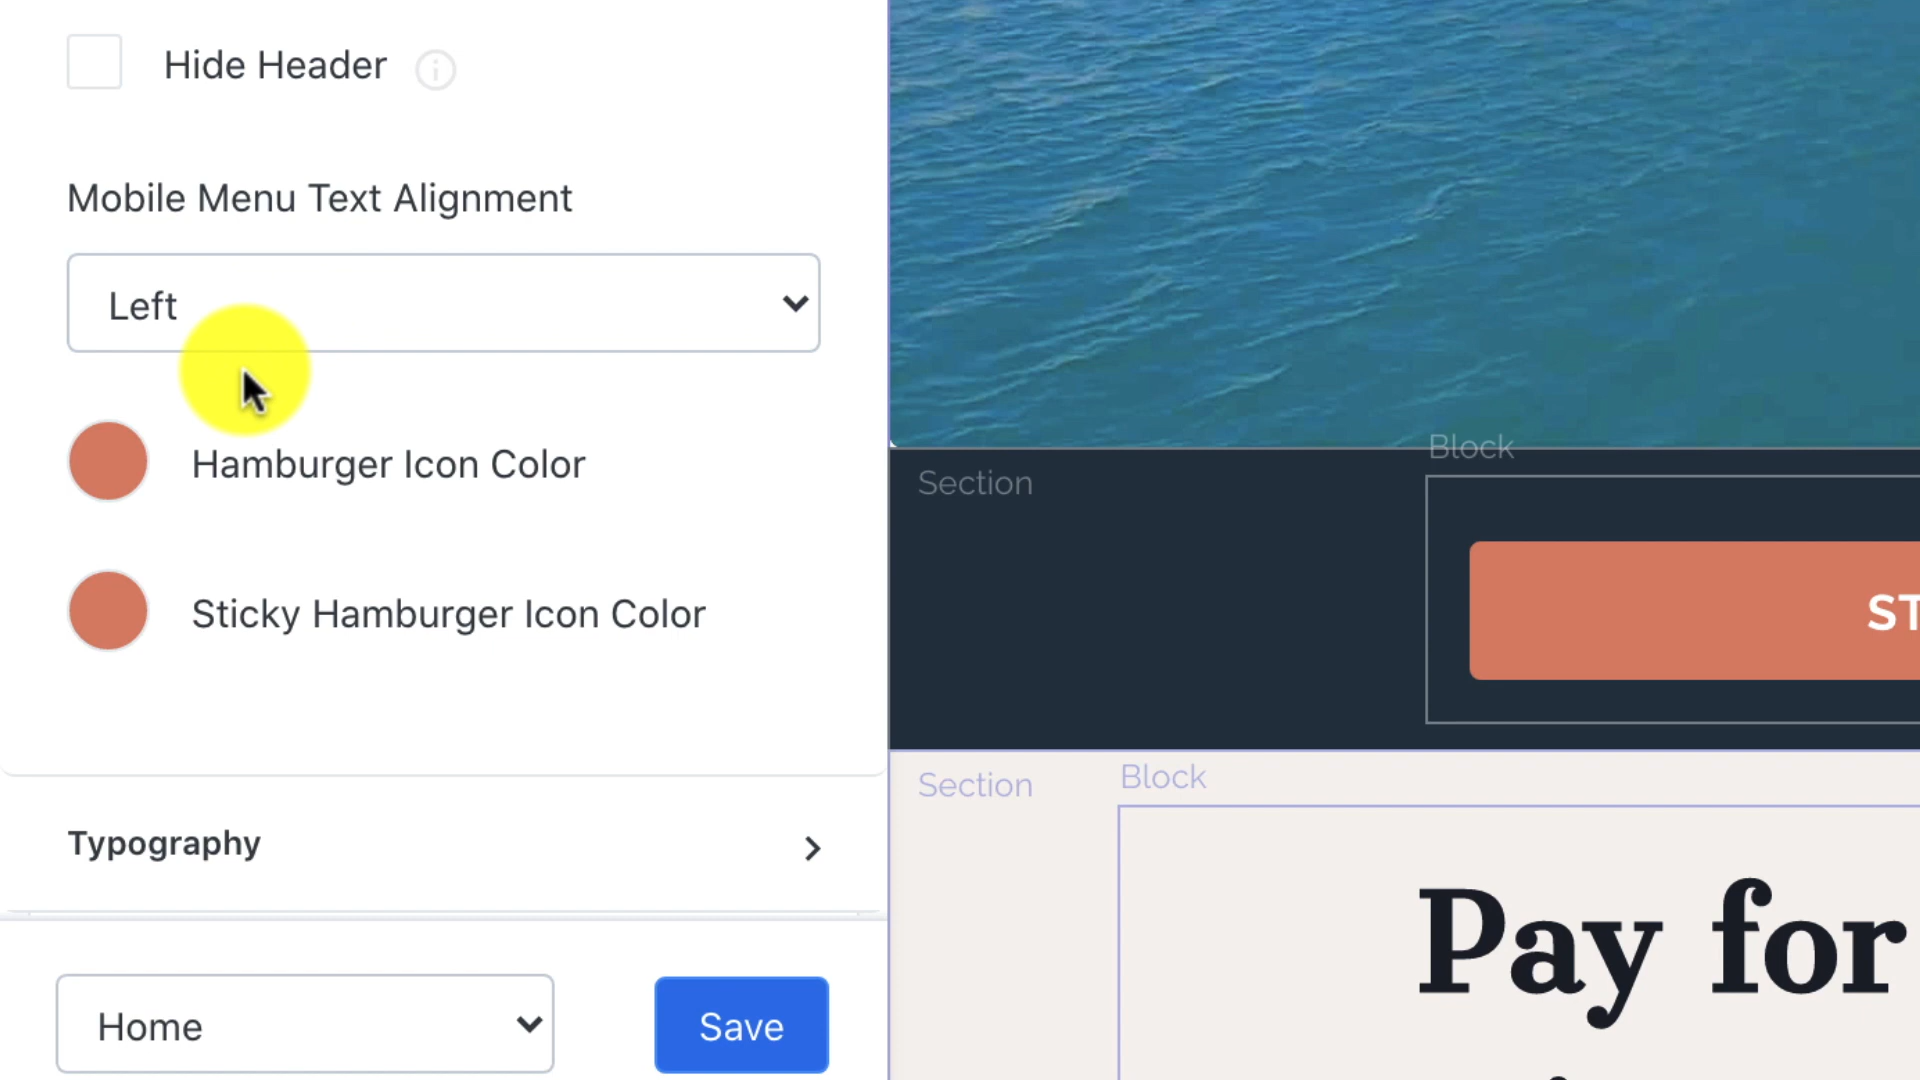 Hide Header
Mobile Menu Text Alignment
Left
Hamburger Icon Color
Sticky Hamburger Icon Color
Typography
Home
Save
Block
Section
ST
Section
Block
Pay for